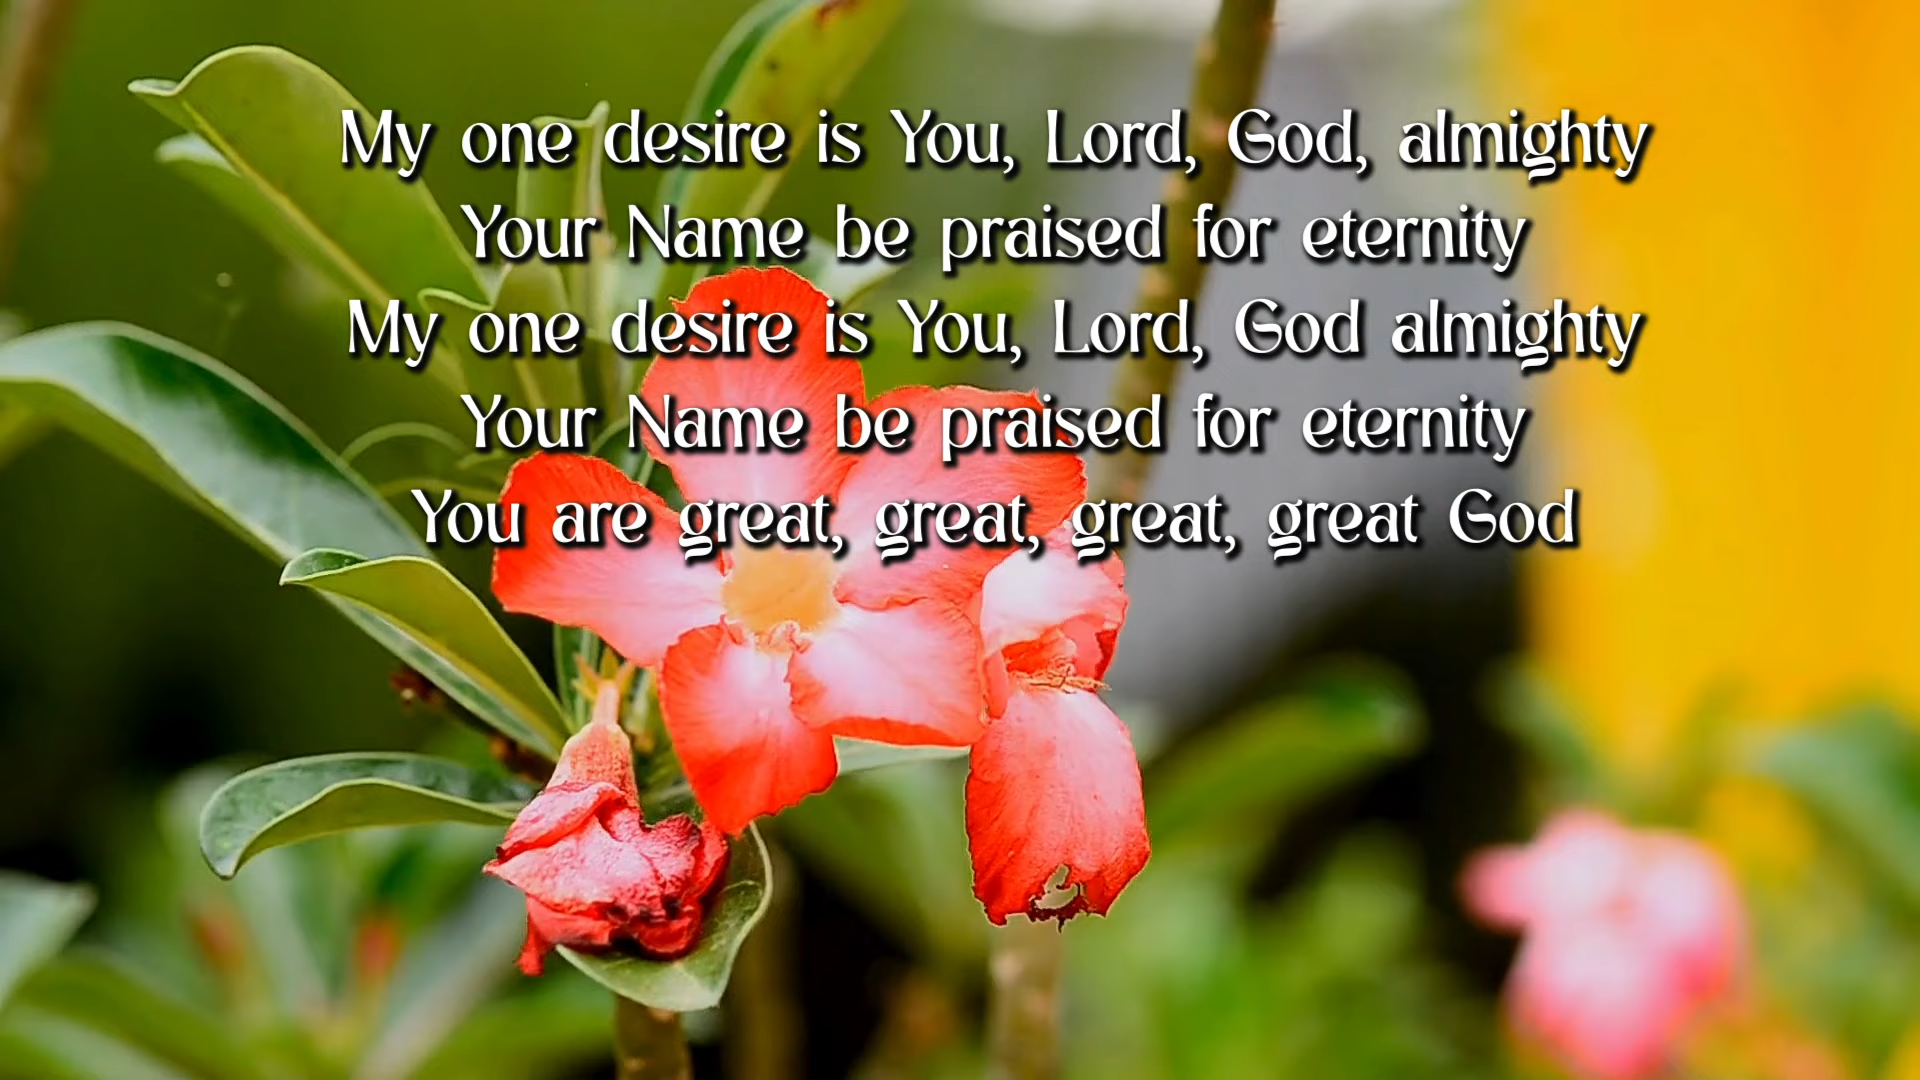 My one desire is You, Lord, God, almighty
Your Name be praised for eternity
My one desire is You, Lord, God almighty
Your Name be praised for eternity
You are great, great, great, great God